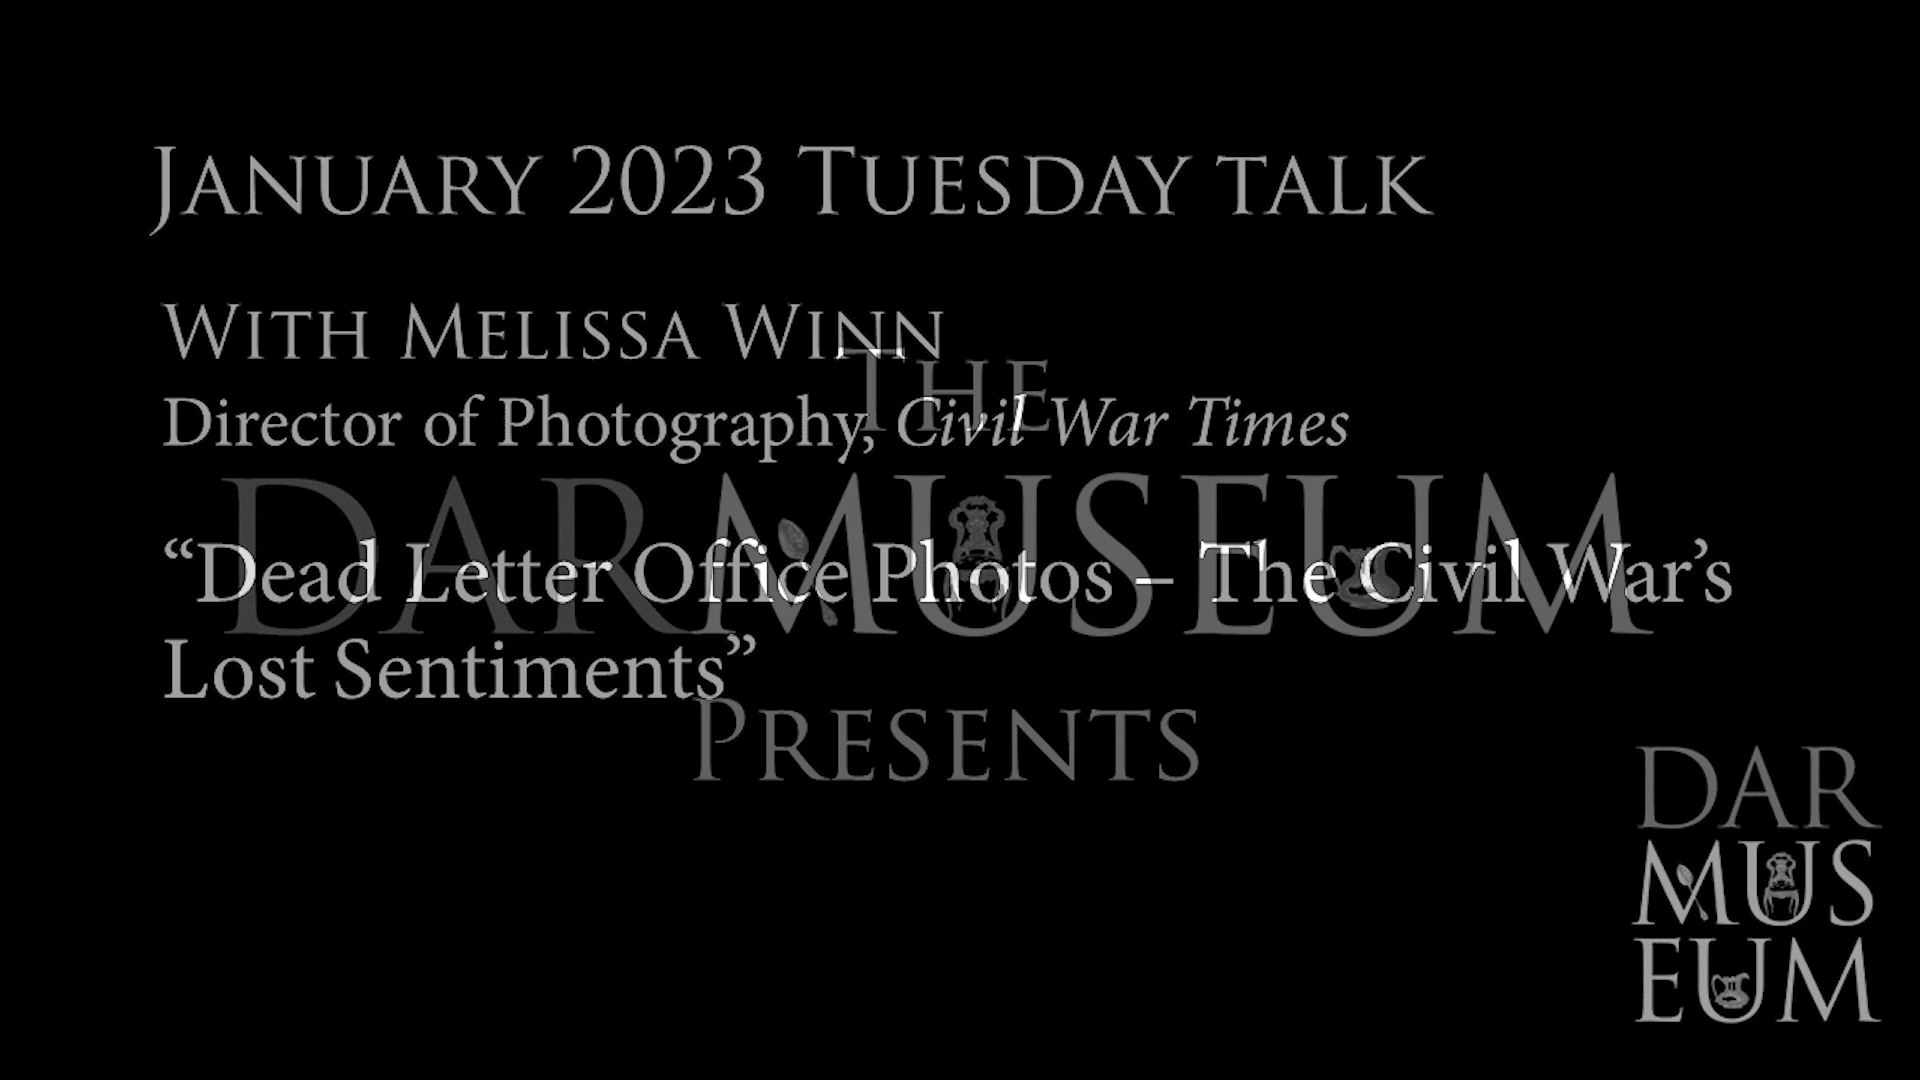 January 2023 Tuesday talk
With Melissa Winn
The
Director of Photography, Civil War Times
DAR MUSEUM
“Dead Letter Office Photos – The Civil War’s
Lost Sentiments”
Presents
DAR
MUS
EUM